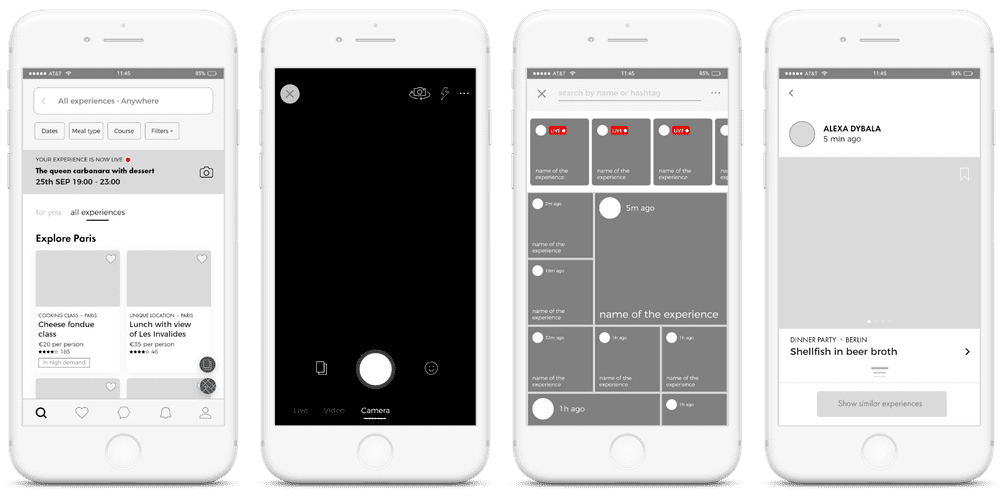 AT&T
11:45
85%
All experiences - Anywhere
Dates
Meal type
Course
Filters +
YOUR EXPERIENCE IS NOW LIVE
The queen carbonara with dessert
25th SEP 19:00 - 23:00
for you
all experiences
Explore Paris
COOKING CLASS • PARIS
Cheese fondue
class
€20 per person
185
In high demand
UNIQUE LOCATION • PARIS
Lunch with view
of Les Invalides
€35 per person
46
Live
Video
Camera
AT&T
11:45
85%
search by name or hashtag
LIVE
name of the
experience
LIVE
name of the
experience
LIVE
name of the
experience
2m ago
name of the
experience
5m ago
name of the experience
19m ago
name of the
experience
32m ago
name of the
experience
1h ago
name of the
experience
1h ago
name of the
experience
1h ago
1h ago
AT&T
11:45
85%
ALEXA DYBALA
5 min ago
DINNER PARTY • BERLIN
Shellfish in beer broth
Show similar experiences